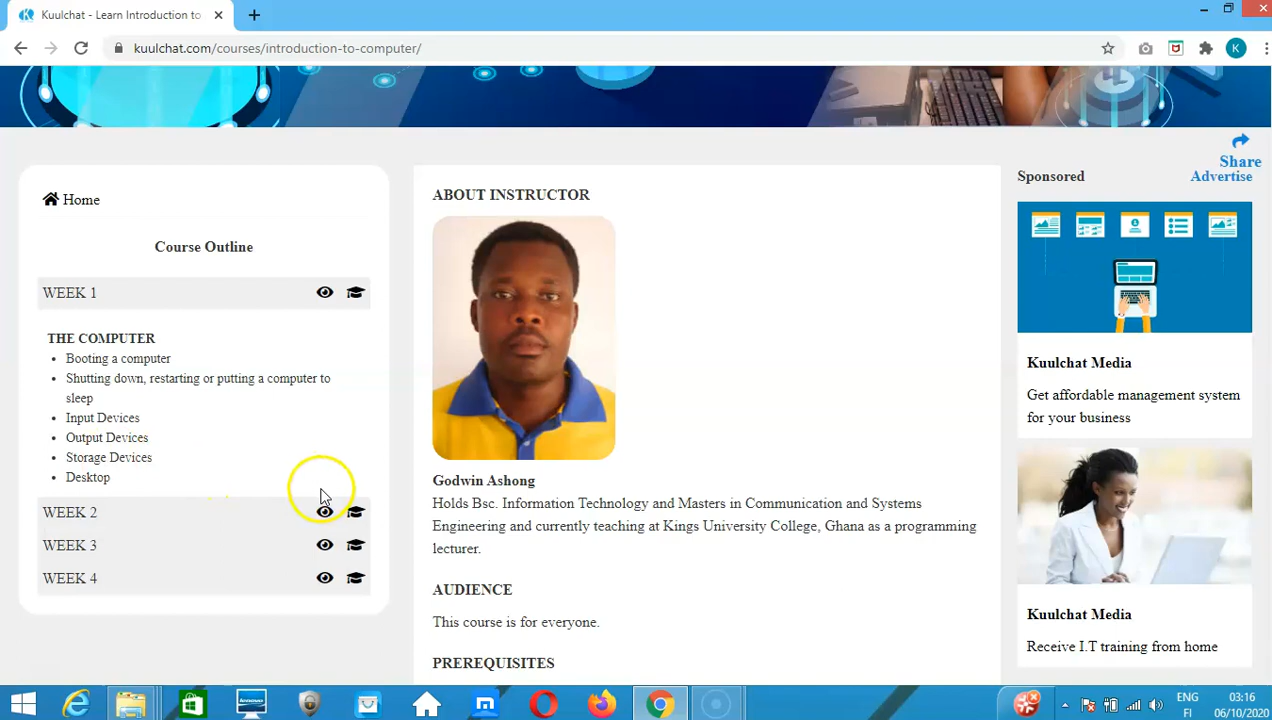 Kuulchat - Learn Introduction to
kuulchat.com/courses/introduction-to-computer/
K
Share
Advertise
Sponsored
Home
Course Outline
WEEK 1
THE COMPUTER
• Booting a computer
• Shutting down, restarting or putting a computer to
sleep
• Input Devices
• Output Devices
• Storage Devices
• Desktop
WEEK 2
WEEK 3
WEEK 4
ABOUT INSTRUCTOR
Godwin Ashong
Holds Bsc. Information Technology and Masters in Communication and Systems
Engineering and currently teaching at Kings University College, Ghana as a programming
lecturer.
AUDIENCE
This course is for everyone.
PREREQUISITES
Kuulchat Media
Get affordable management system
for your business
Kuulchat Media
Receive I.T training from home
ENG
FI
03:16
06/10/2020